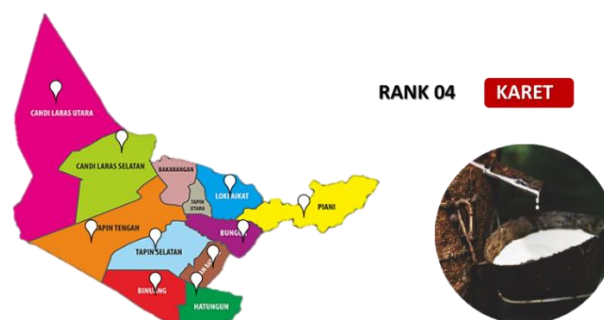 RANK 04 KARET
CANDI LARAS UTARA
CANDI LARAS SELATAN
BAKARANGAN
LOKPAIKAT
TAPIN
UTARA
PIANI
TAPIN TENGAH
BUNGUR
TAPIN SELATAN
BINUANG
HATUNGUN